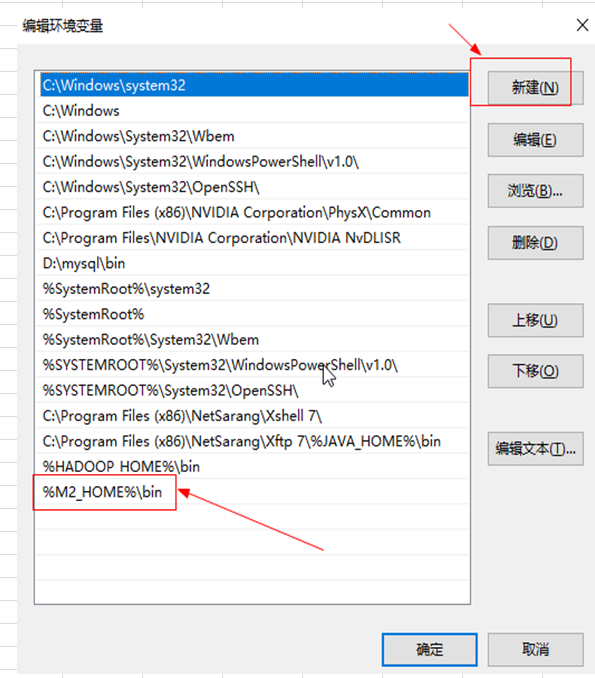 编辑环境变量
C:\Windows\system32
新建(N)
C:\Windows
C:\Windows\System32\Wbem
编辑(E)
C:\Windows\System32\WindowsPowerShell\v1.0\
C:\Windows\System32\OpenSSH\
浏览(B)...
C:\Program Files (x86)\NVIDIA Corporation\PhysX\Common
C:\Program Files\NVIDIA Corporation\NVIDIA NvDLISR
删除(D)
D:\mysql\bin
%SystemRoot%\system32
%SystemRoot%
上移(U)
%SystemRoot%\System32\Wbem
%SYSTEMROOT%\System32\WindowsPowerShell\v1.0\
下移(O)
%SYSTEMROOT%\System32\OpenSSH\
C:\Program Files (x86)\NetSarang\Xshell 7\
C:\Program Files (x86)\NetSarang\Xftp 7\%JAVA_HOME%\bin
编辑文本(T)...
%HADOOP_HOME%\bin
%M2_HOME%\bin
确定
取消